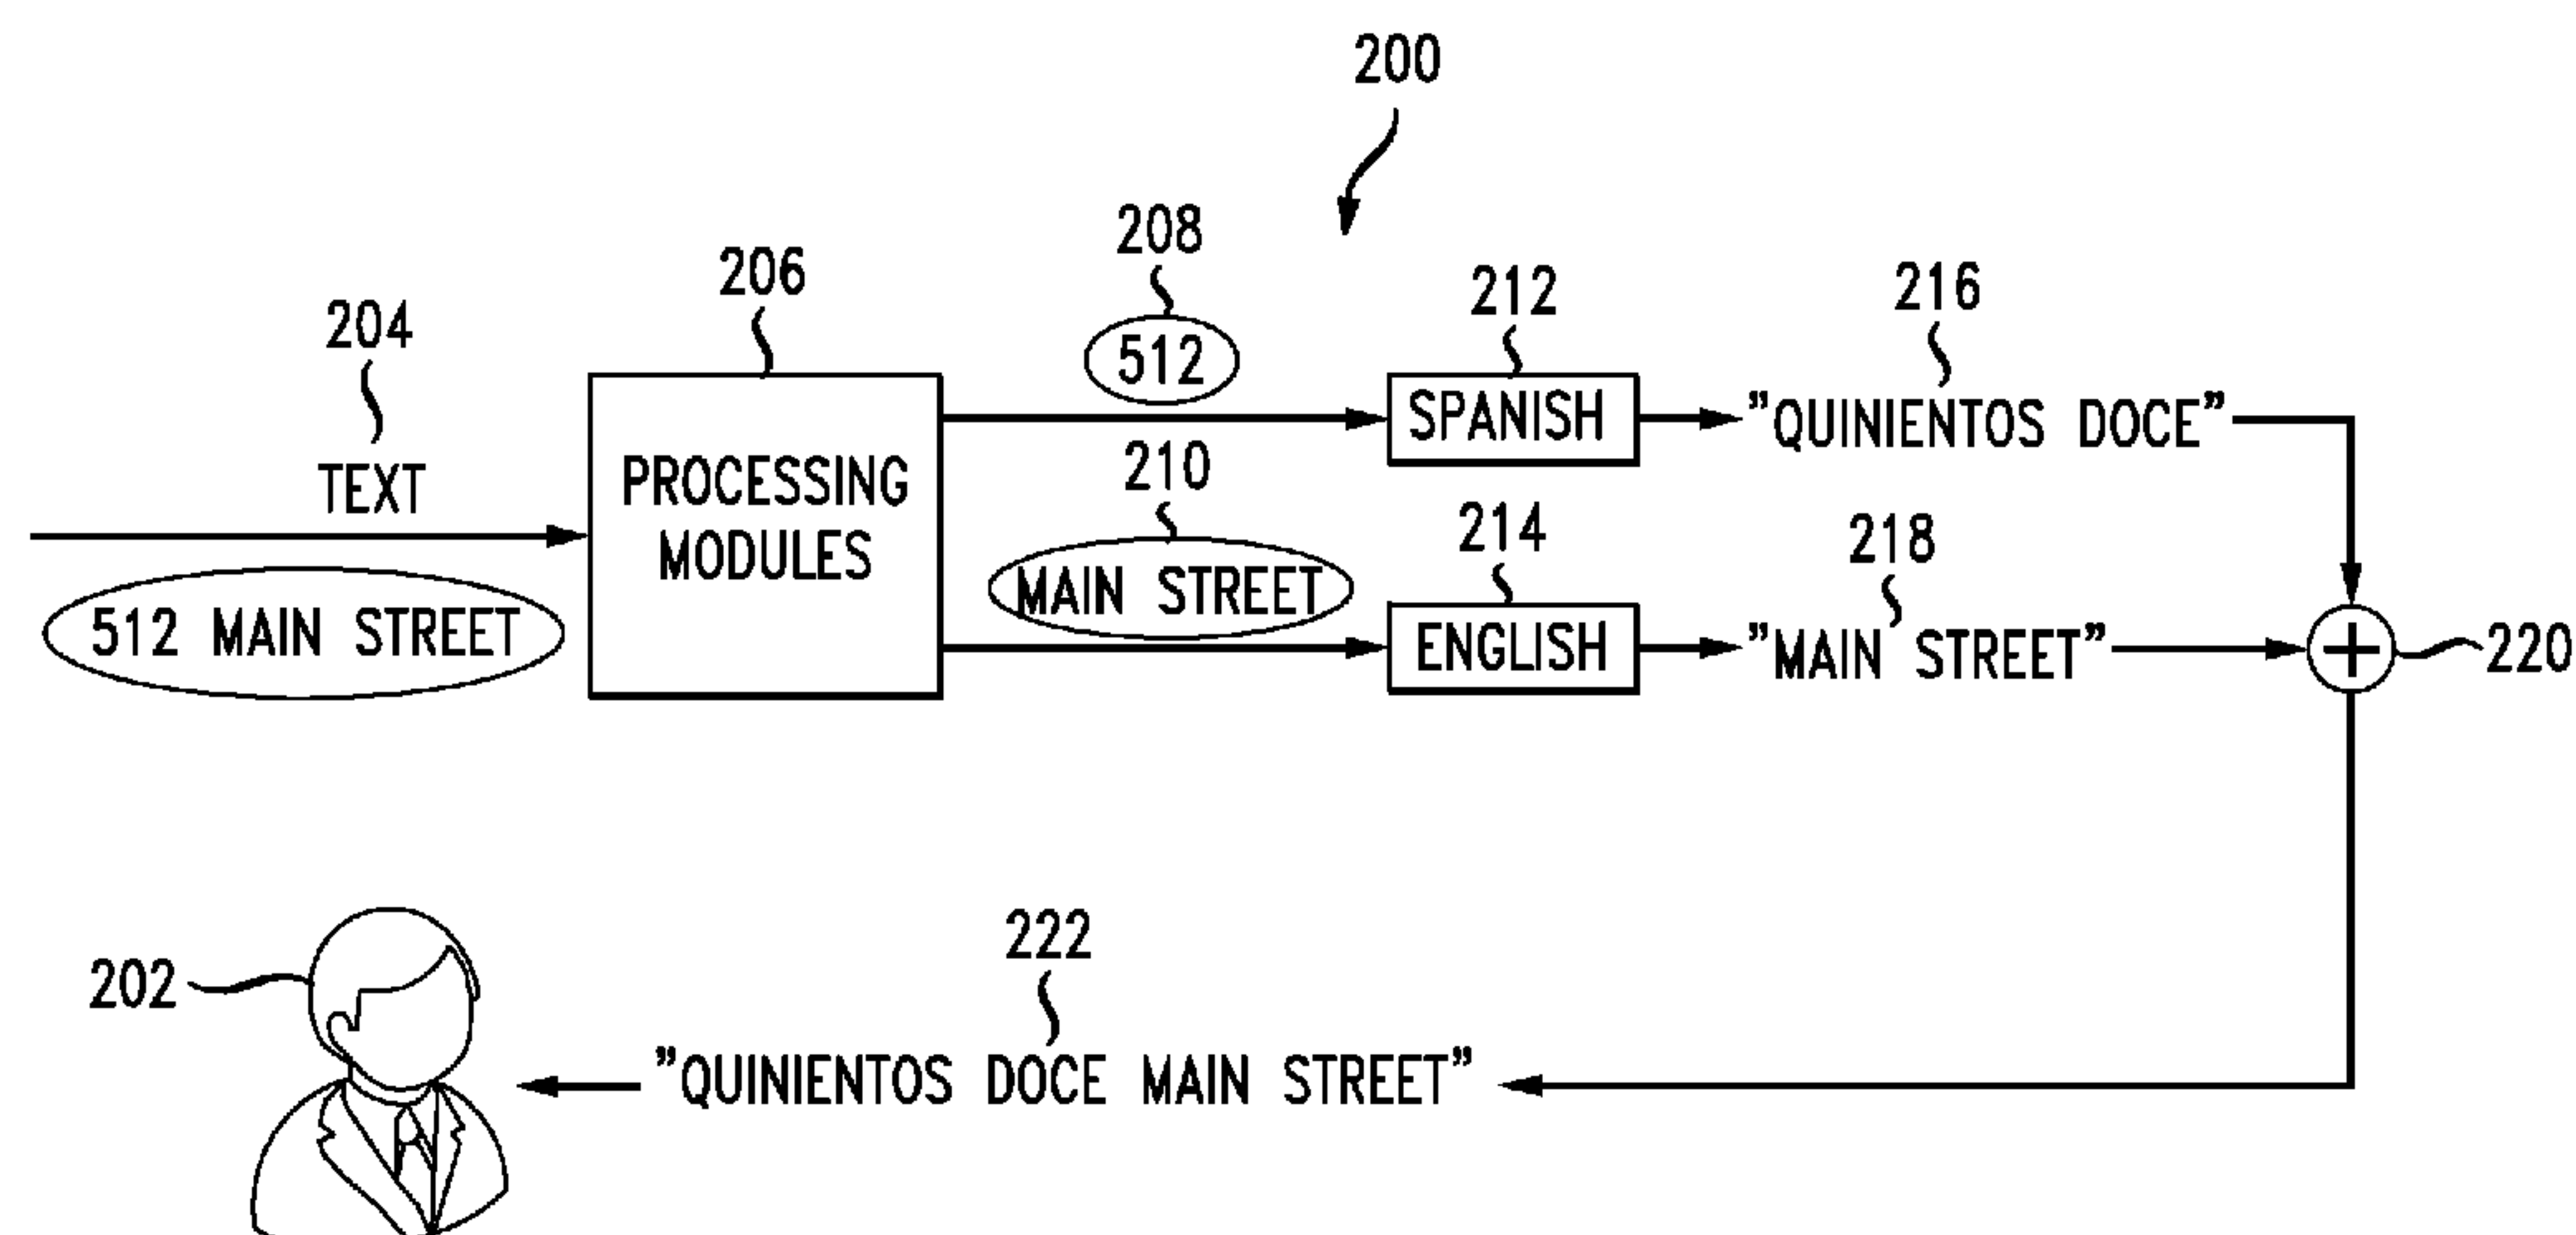 200
208
206
212
216
204
512
SPANISH
"QUINIENTOS DOCE"
TEXT
PROCESSING
MODULES
210
214
218
512 MAIN STREET
MAIN STREET
ENGLISH
"MAIN STREET"
220
222
202
"QUINIENTOS DOCE MAIN STREET"